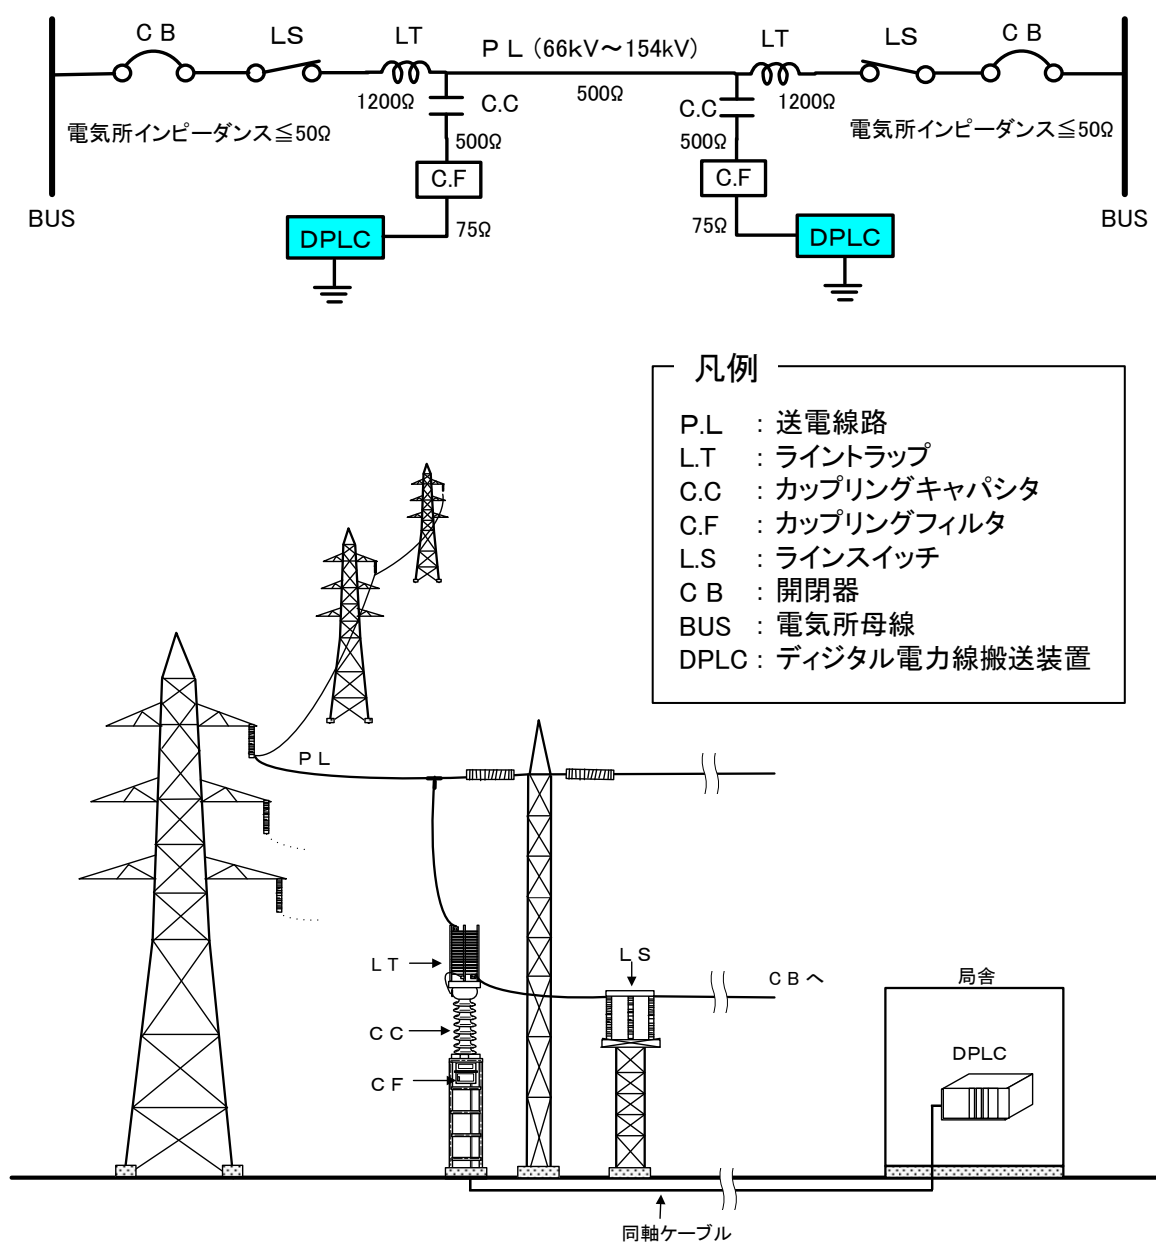 ＣＢ LS LT ＰＬ(66kV～154kV) LT LS ＣＢ
1200Ω C.C 500Ω C.C 1200Ω
電気所インピーダンス≦50Ω 500Ω 500Ω 電気所インピーダンス≦50Ω
C.F C.F
BUS 75Ω 75Ω BUS
DPLC DPLC
凡例
P.L ：送電線路
L.T ：ライントラップ
C.C ：カップリングキャパシタ
C.F ：カップリングフィルタ
L.S ：ラインスイッチ
ＣＢ ：開閉器
BUS ：電気所母線
DPLC：ディジタル電力線搬送装置
ＰＬ
ＬＴ
ＬＳ
ＣＢへ
局舎
ＣＣ
DPLC
ＣＦ
同軸ケーブル